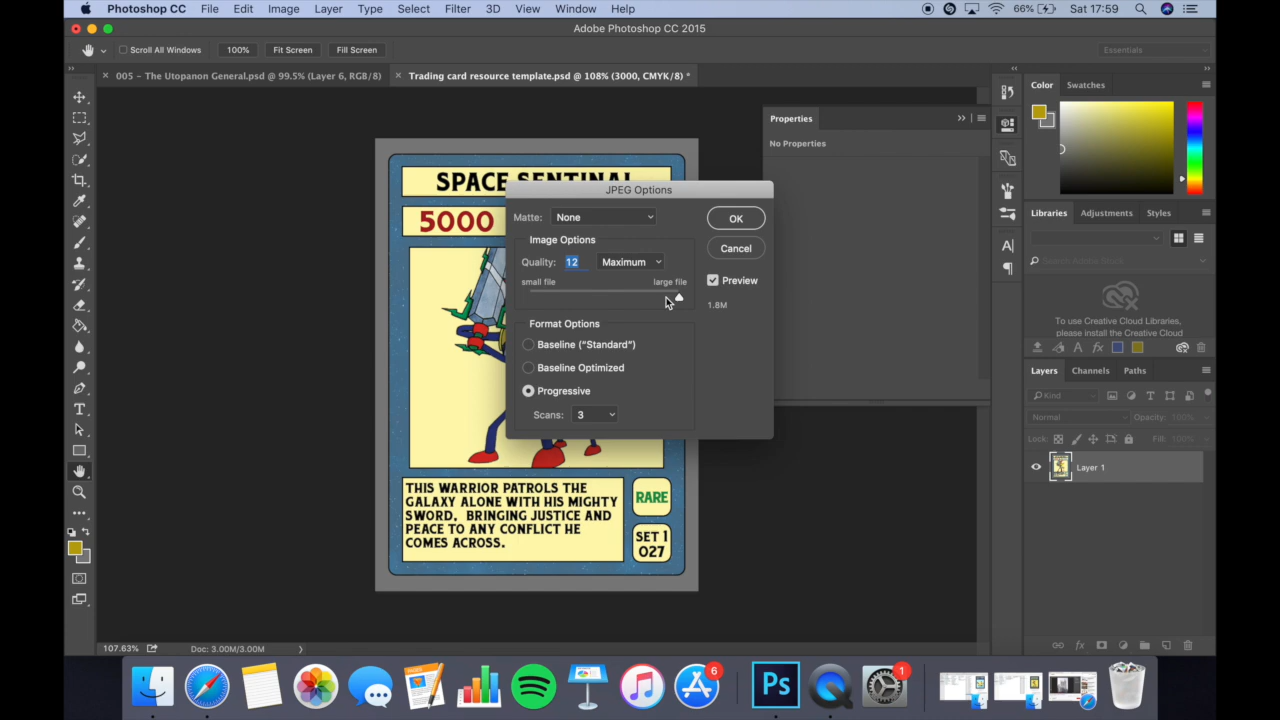 Photoshop CC File Edit Image Layer Type Select Filter 3D View Window Help 66% Sat 17:59
Adobe Photoshop CC 2015
Scroll All Windows 100% Fit Screen Fill Screen Essentials
005 – The Utopanon General.psd @ 99.5% (Layer 6, RGB/8)
Trading card resource template.psd @ 108% (3000, CMYK/8) *
SPACE SENTINAL
5000
THIS WARRIOR PATROLS THE
GALAXY ALONE WITH HIS MIGHTY
SWORD, BRINGING JUSTICE AND
PEACE TO ANY CONFLICT HE
COMES ACROSS.
RARE
SET 1
027
JPEG Options
Matte: None
OK
Image Options
Cancel
Quality: 12 Maximum
Preview
small file large file
1.8M
Format Options
Baseline (“Standard”)
Baseline Optimized
Progressive
Scans: 3
Properties
No Properties
Color Swatches
Libraries Adjustments Styles
Search Adobe Stock
To use Creative Cloud Libraries,
please install the Creative Cloud
Layers Channels Paths
Kind
Normal Opacity: 100%
Lock: Fill: 100%
Layer 1
107.63% Doc: 3.00M/3.00M
6
Ps
1